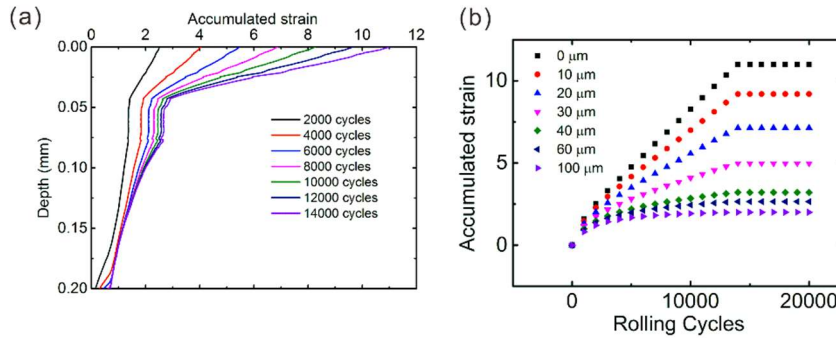 (a)
Accumulated strain
0 2 4 6 8 10 12
0.00
0.05
0.10
0.15
0.20
Depth (mm)
2000 cycles
4000 cycles
6000 cycles
8000 cycles
10000 cycles
12000 cycles
14000 cycles
(b)
Accumulated strain
10
5
0
0 μm
10 μm
20 μm
30 μm
40 μm
60 μm
100 μm
0 10000 20000
Rolling Cycles